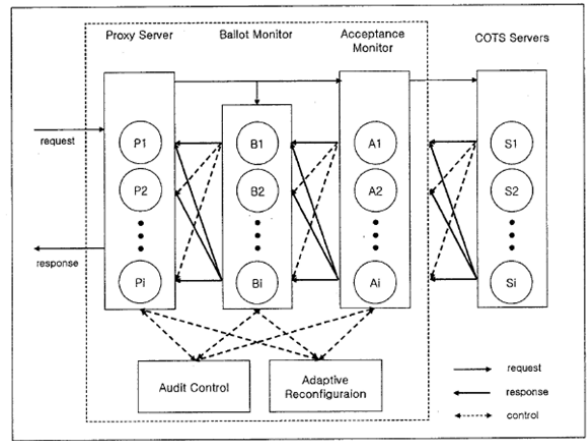 Proxy Server
Ballot Monitor
Acceptance
Monitor
COTS Servers
request
P1
B1
A1
S1
P2
B2
A2
S2
response
Pi
Bi
Ai
Si
Audit Control
Adaptive
Reconfiguraion
request
response
control